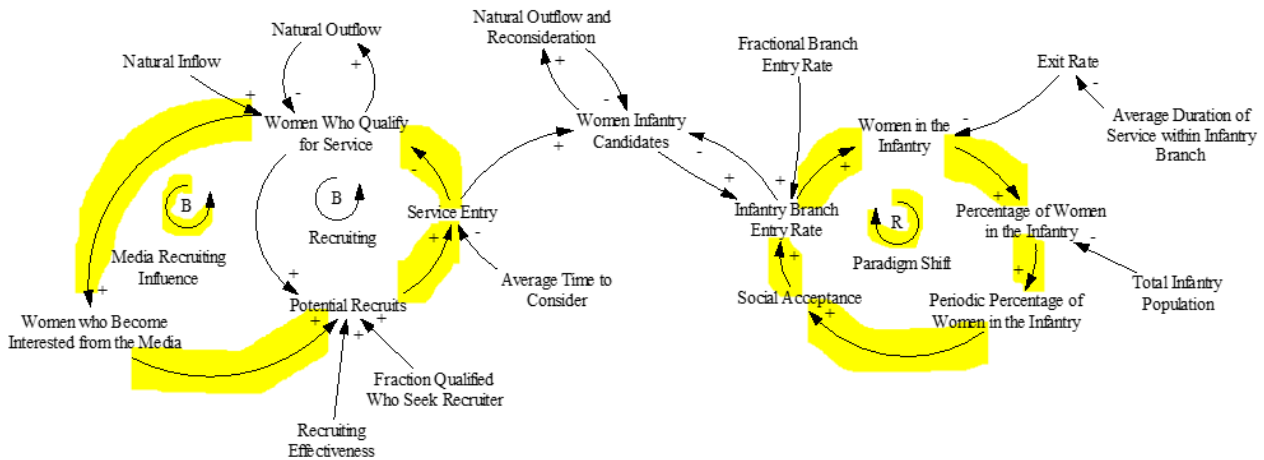 Natural Outflow
Natural Inflow
+
-
+
Women Who Qualify
for Service
B
Media Recruiting
Influence
B
Recruiting
-
Service Entry
+
-
+
+
Women who Become
Interested from the Media
Potential Recruits
+
+
+
Average Time to
Consider
Fraction Qualified
Who Seek Recruiter
Recruiting
Effectiveness
Natural Outflow and
Reconsideration
+
-
Women Infantry
Candidates
+
-
+
Fractional Branch
Entry Rate
+
Infantry Branch
Entry Rate
+
+
Social Acceptance
+
Women in the
Infantry
-
Exit Rate
-
Average Duration of
Service within Infantry
Branch
R
Paradigm Shift
+
Percentage of Women
in the Infantry
-
+
Total Infantry
Population
Periodic Percentage of
Women in the Infantry